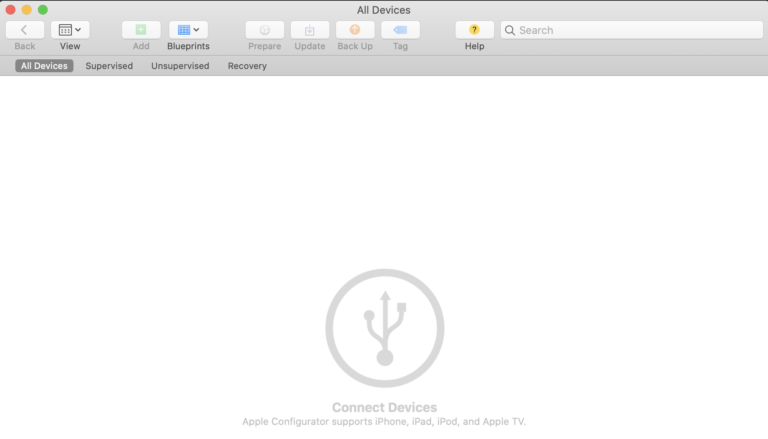 All Devices
Back View Add Blueprints Prepare Update Back Up Tag ? Help Search
All Devices Supervised Unsupervised Recovery
Connect Devices
Apple Configurator supports iPhone, iPad, iPod, and Apple TV.